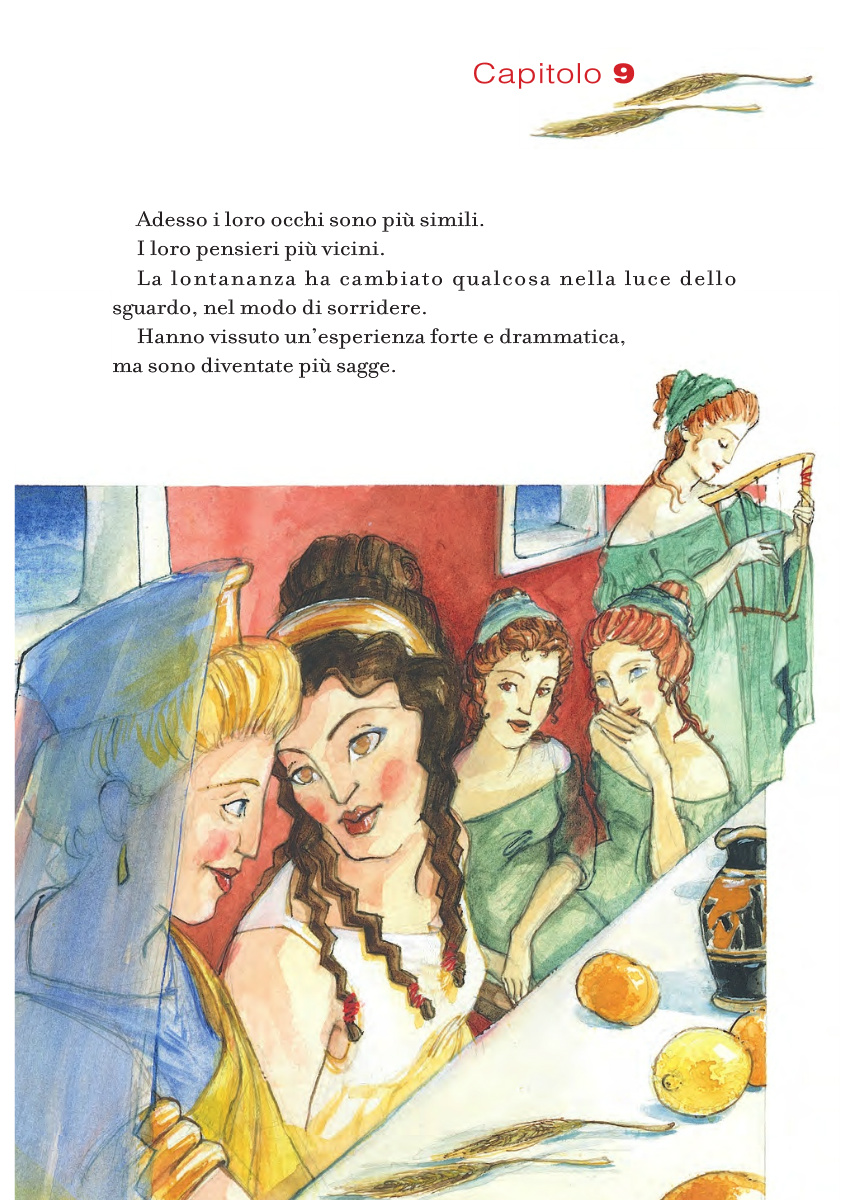 Capitolo 9
Adesso i loro occhi sono più simili.
I loro pensieri più vicini.
La lontananza ha cambiato qualcosa nella luce dello
sguardo, nel modo di sorridere.
Hanno vissuto un’esperienza forte e drammatica,
ma sono diventate più sagge.